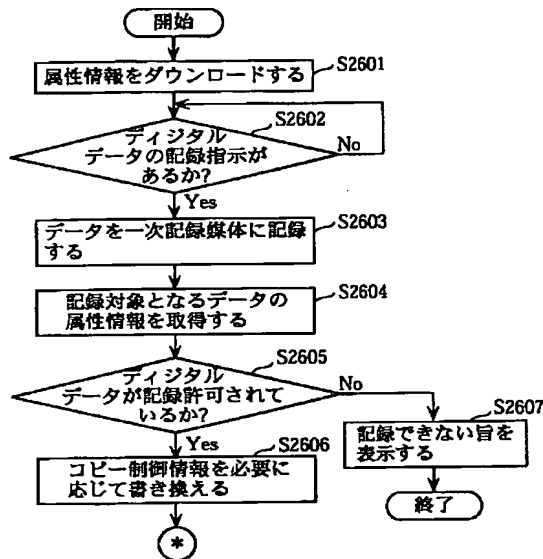 開始
属性情報をダウンロードする
S2601
ディジタル
データの記録指示が
あるか?
S2602
No
Yes
データを一次記録媒体に記録
する
S2603
記録対象となるデータの
属性情報を取得する
S2604
ディジタル
データが記録許可されて
いるか?
S2605
No
Yes
S2607
記録できない旨を
表示する
終了
S2606
コピー制御情報を必要に
応じて書き換える
*